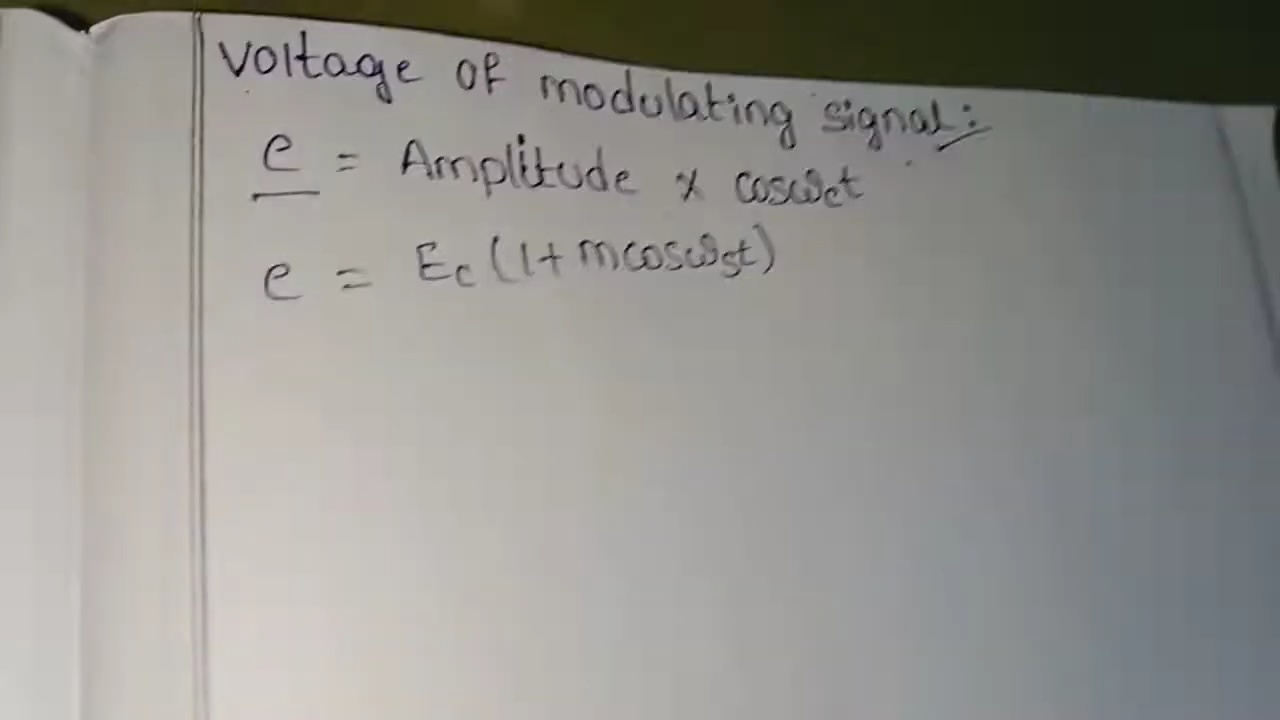 Voltage of modulating signal:
e = Amplitude × cosωct
e = Ec (1+mcosωst)